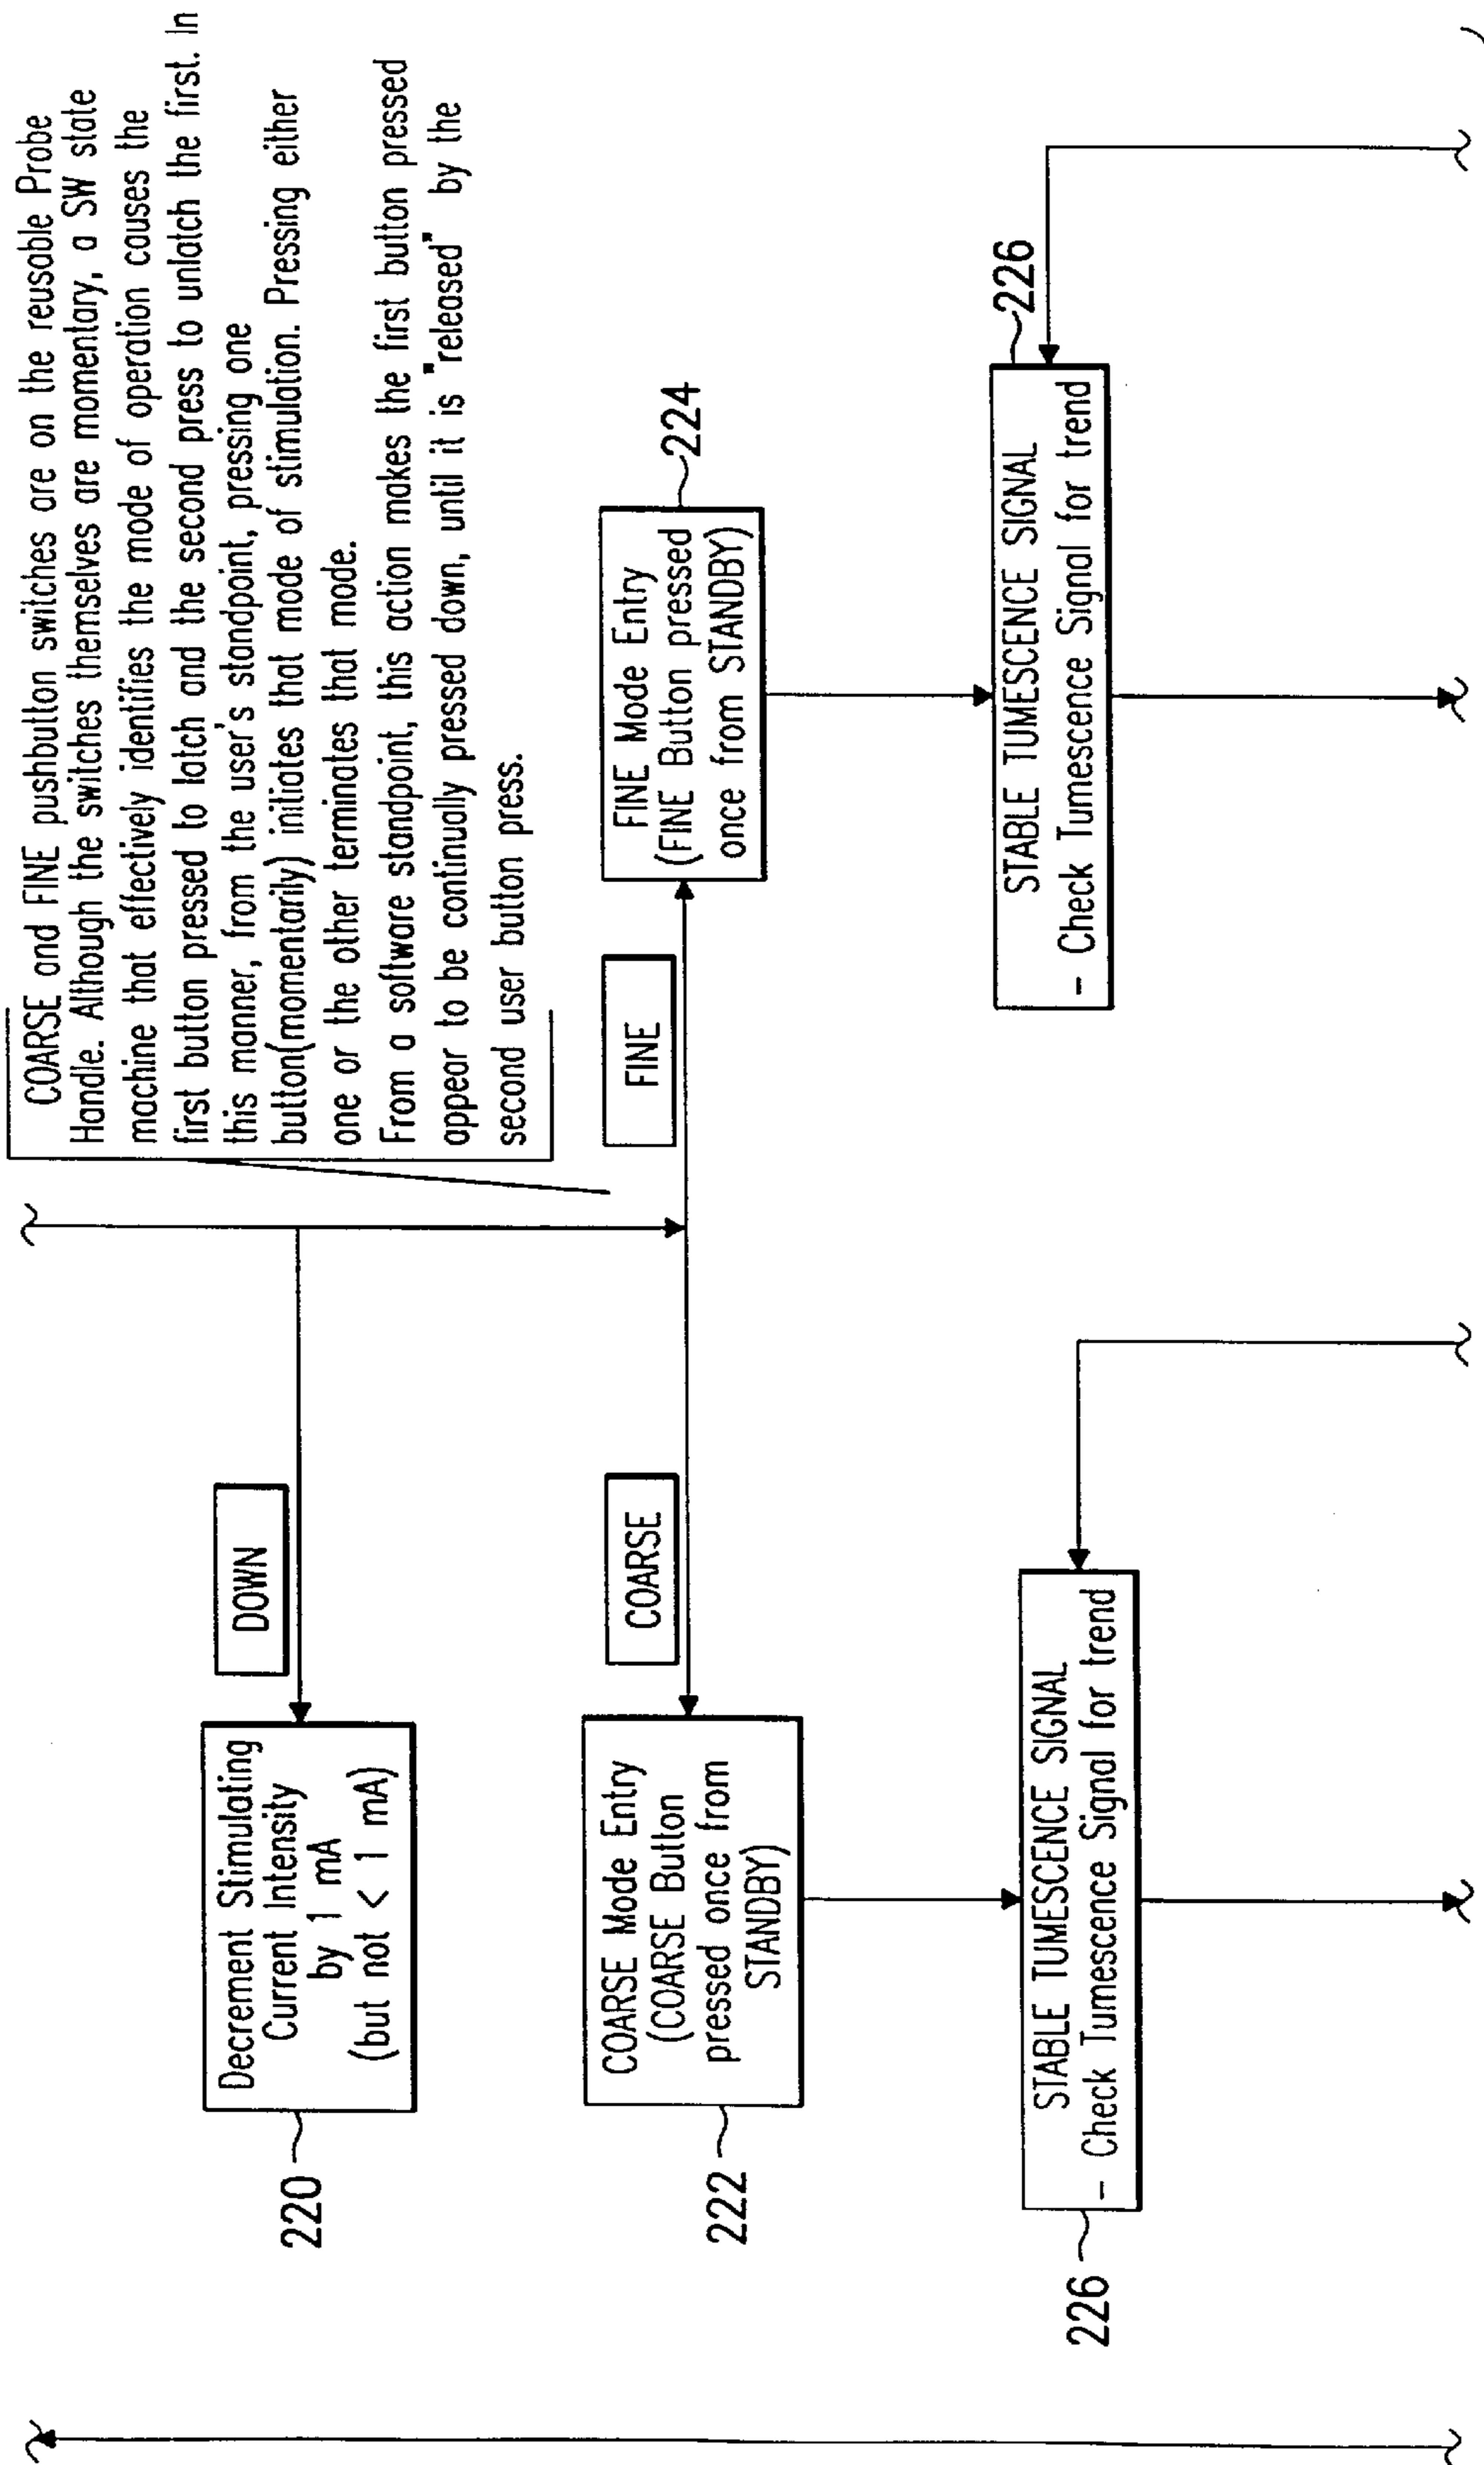 COARSE and FINE pushbutton switches are on the reusable Probe
Handle. Although the switches themselves are momentary, a SW state
machine that effectively identifies the mode of operation causes the
first button pressed to latch and the second press to unlatch the first. In
this manner, from the user's standpoint, pressing one
button(momentarily) initiates that mode of stimulation. Pressing either
one or the other terminates that mode.
From a software standpoint, this action makes the first button pressed
appear to be continually pressed down, until it is "released" by the
second user button press.
DOWN
Decrement Stimulating
Current Intensity
by 1 mA
(but not < 1 mA)
220
COARSE
FINE
COARSE Mode Entry
(COARSE Button
pressed once from
STANDBY)
222
FINE Mode Entry
(FINE Button pressed
once from STANDBY)
224
STABLE TUMESCENCE SIGNAL
- Check Tumescence Signal for trend
226
STABLE TUMESCENCE SIGNAL
- Check Tumescence Signal for trend
226